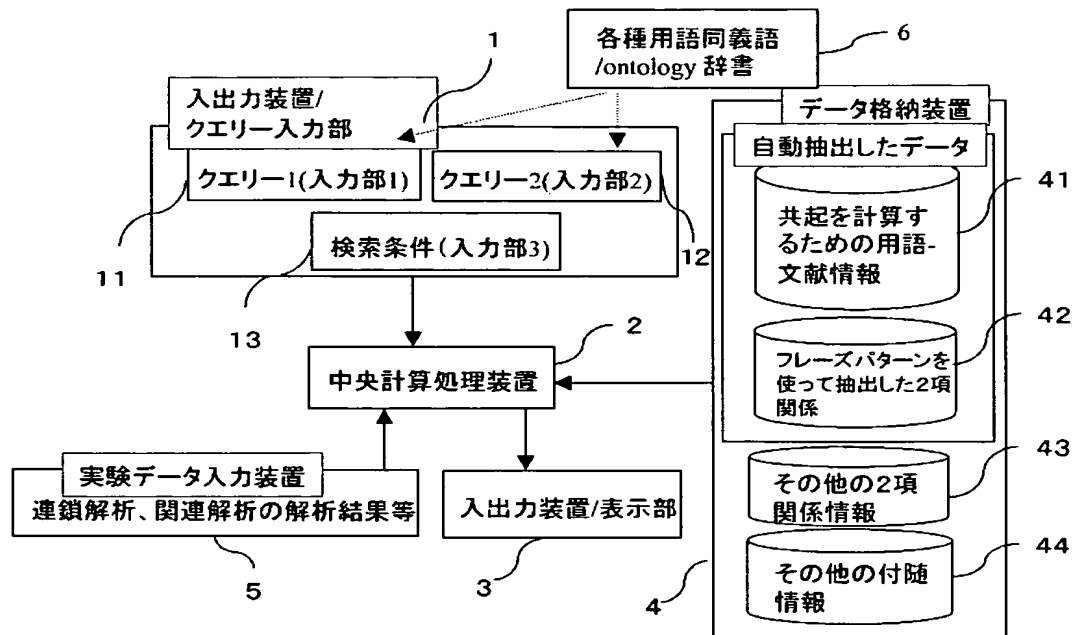 各種用語同義語
/ontology 辞書
6
1
入出力装置/
クエリー入力部
クエリー1(入力部1)
クエリー2(入力部2)
検索条件(入力部3)
11
12
13
データ格納装置
自動抽出したデータ
共起を計算す
るための用語-
文献情報
41
フレーズパターンを
使って抽出した2項
関係
42
その他の2項
関係情報
43
その他の付随
情報
44
4
中央計算処理装置
2
実験データ入力装置
連鎖解析、関連解析の解析結果等
5
入出力装置/表示部
3